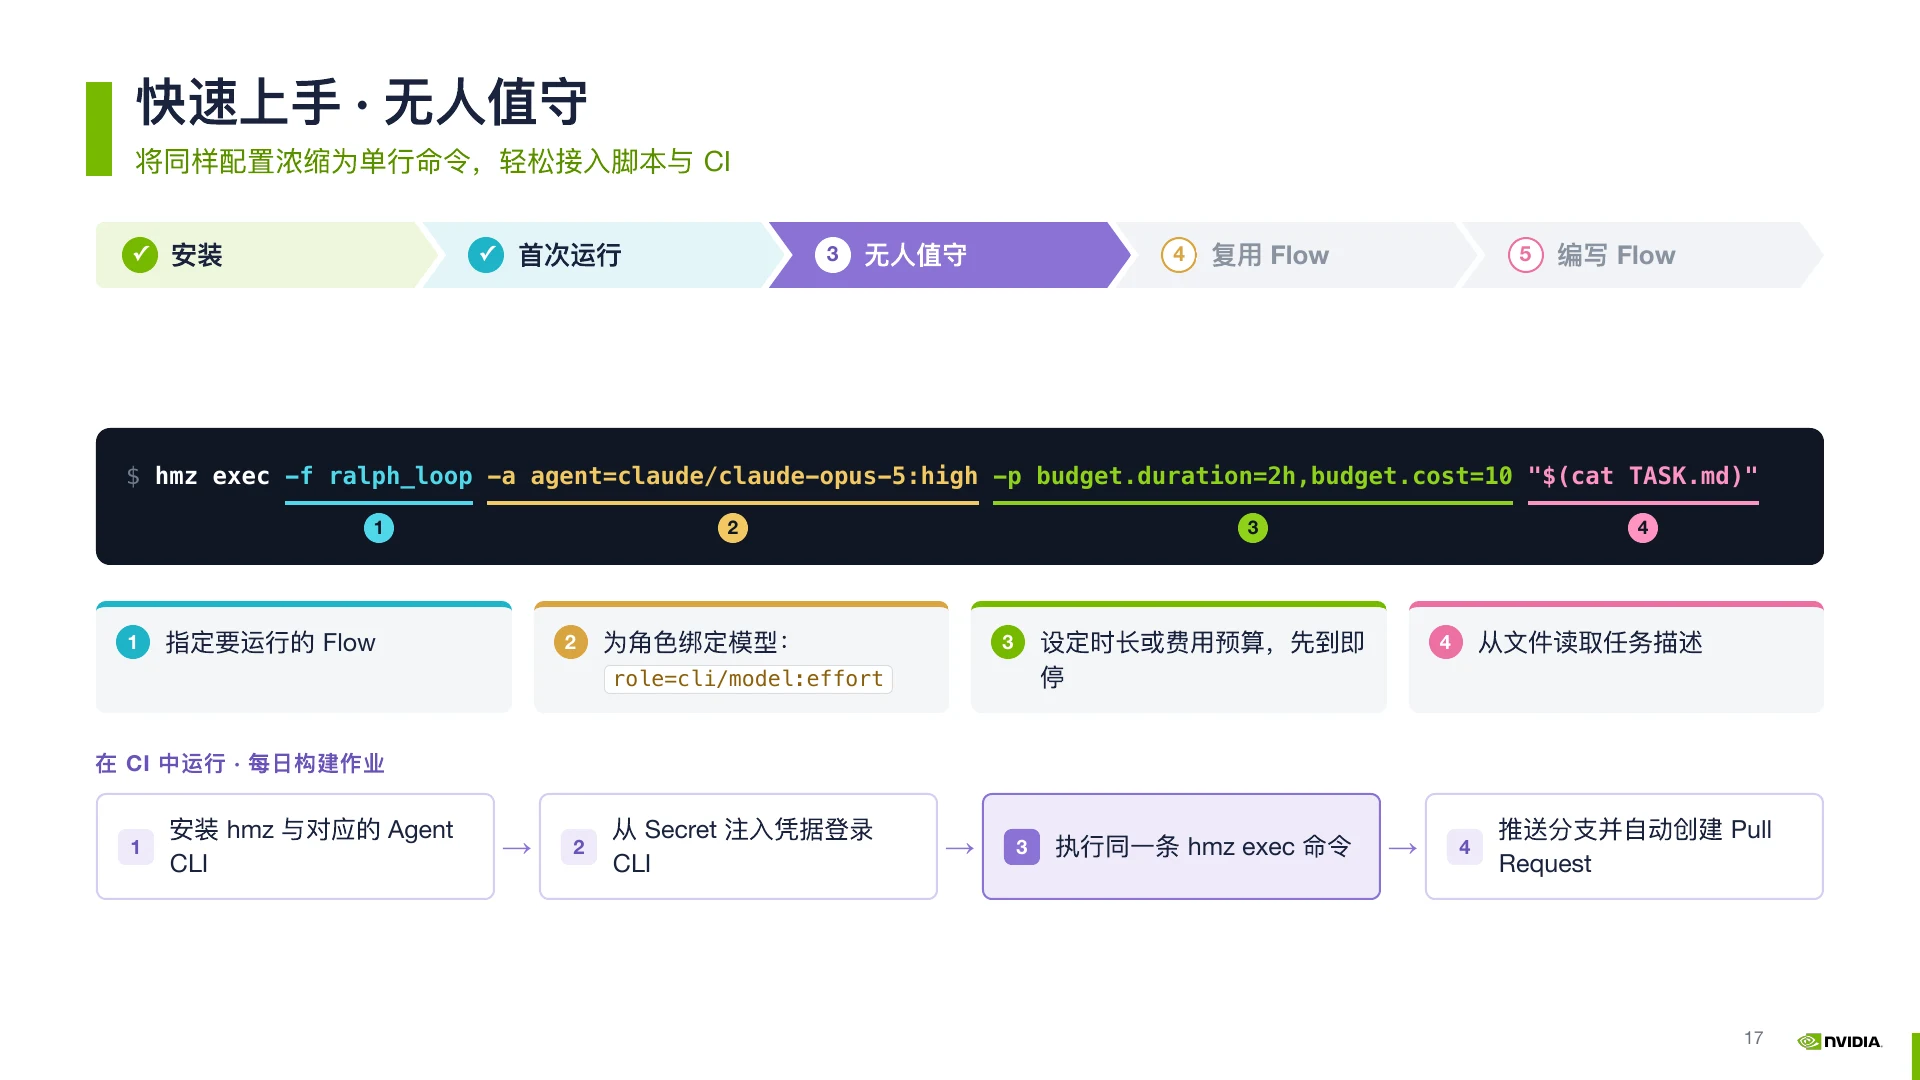 快速上手 · 无人值守
将同样配置浓缩为单行命令，轻松接入脚本与 CI
✓ 安装
✓ 首次运行
3 无人值守
4 复用 Flow
5 编写 Flow
$ hmz exec -f ralph_loop -a agent=claude/claude-opus-5:high -p budget.duration=2h,budget.cost=10 "$(cat TASK.md)"
1 2 3 4
1 指定要运行的 Flow
2 为角色绑定模型：
role=cli/model:effort
3 设定时长或费用预算，先到即
停
4 从文件读取任务描述
在 CI 中运行 · 每日构建作业
1 安装 hmz 与对应的 Agent
CLI
→
2 从 Secret 注入凭据登录
CLI
→
3 执行同一条 hmz exec 命令
→
4 推送分支并自动创建 Pull
Request
17
NVIDIA